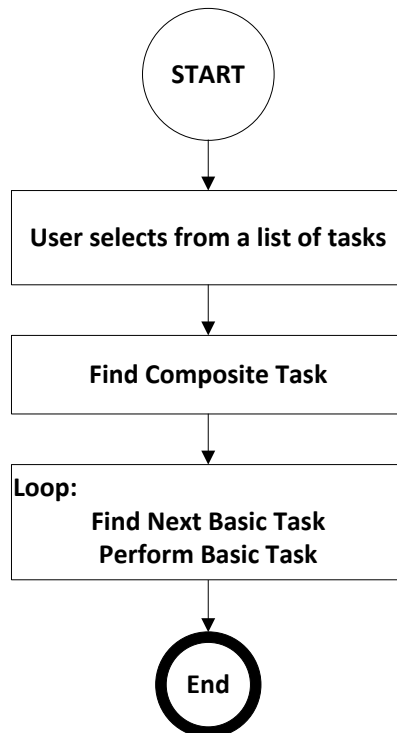 START
User selects from a list of tasks
Find Composite Task
Loop:
Find Next Basic Task
Perform Basic Task
End